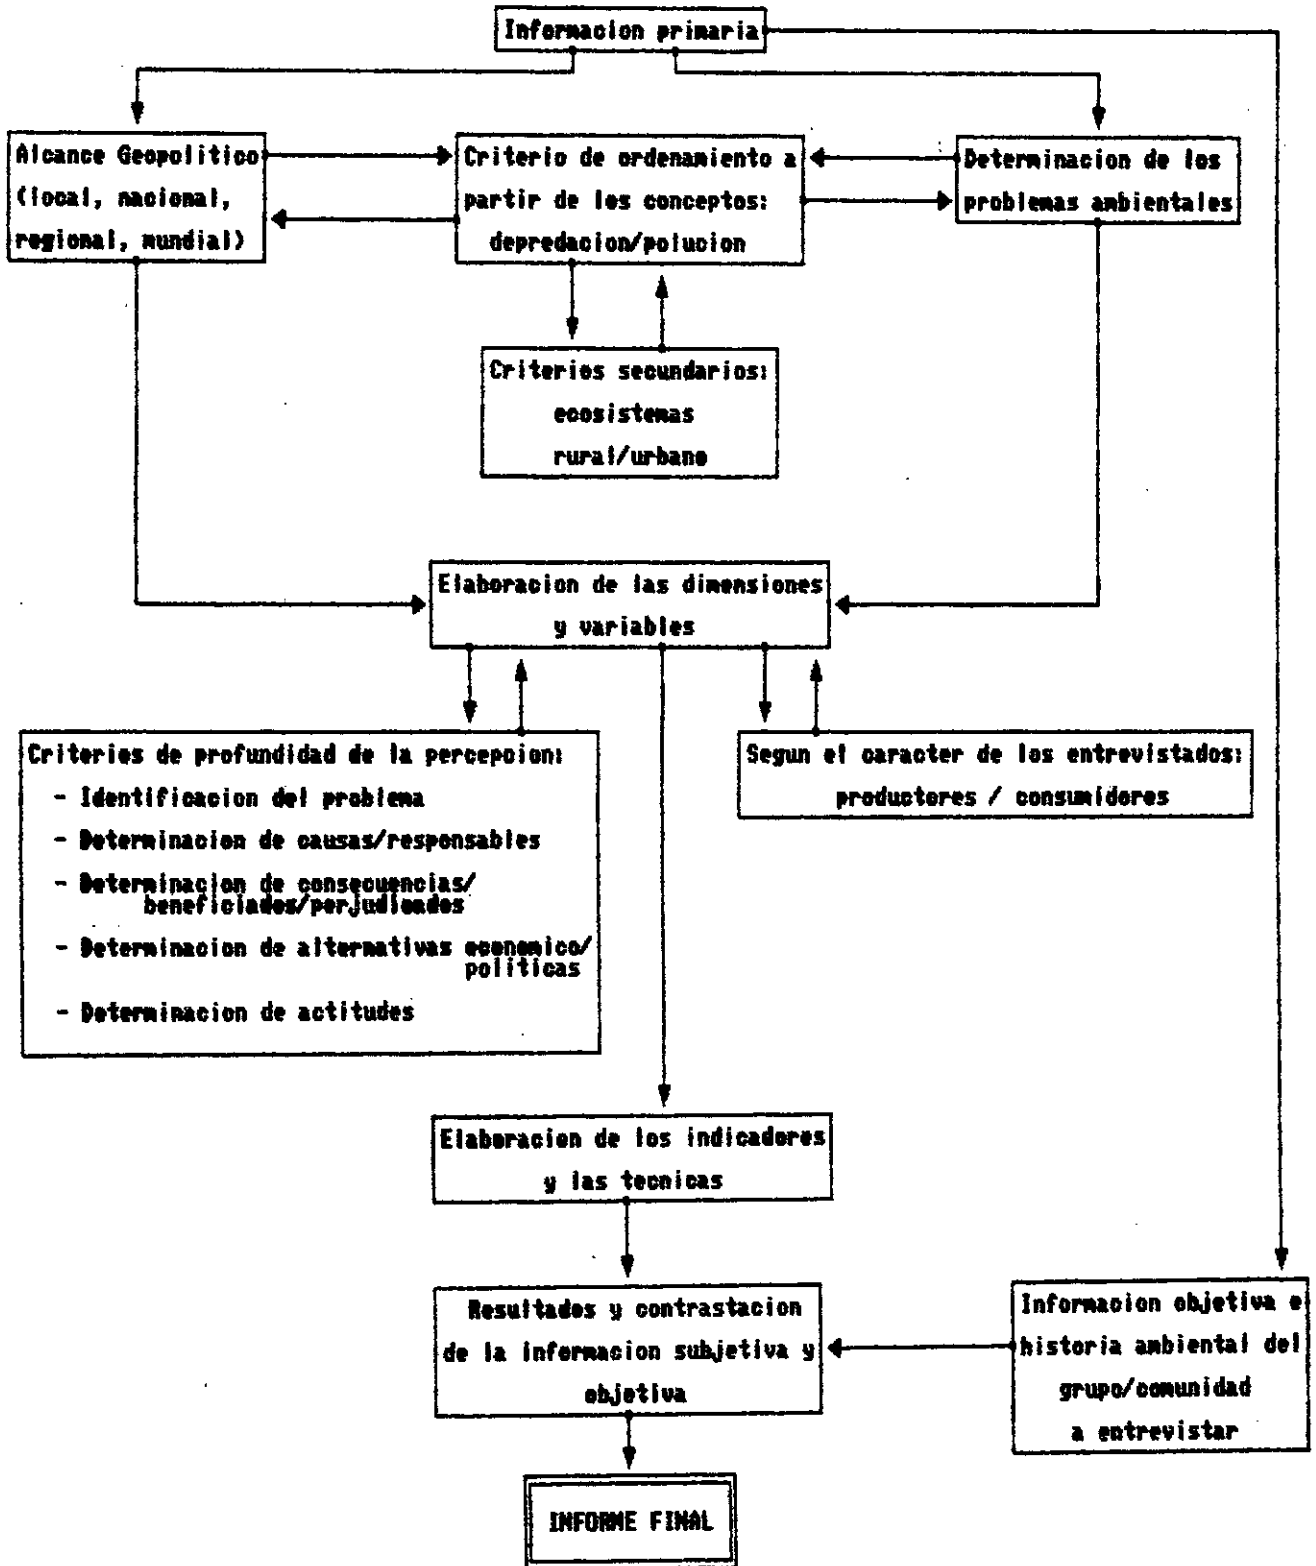 Informacion primaria
Alcance Geopolitico
(local, nacional,
regional, mundial)
Criterio de ordenamiento a
partir de los conceptos:
depredacion/polucion
Determinacion de los
problemas ambientales
Criterios secundarios:
ecosistemas
rural/urbano
Elaboracion de las dimensiones
y variables
Criterios de profundidad de la percepcion:
- Identificacion del problema
- Determinacion de causas/responsables
- Determinacion de consecuencias/
beneficiados/perjudicados
- Determinacion de alternativas economico/
politicas
- Determinacion de actitudes
Segun el caracter de los entrevistados:
productores / consumidores
Elaboracion de los indicadores
y las tecnicas
Resultados y contrastacion
de la informacion subjetiva y
objetiva
Informacion objetiva e
historia ambiental del
grupo/comunidad
a entrevistar
INFORME FINAL